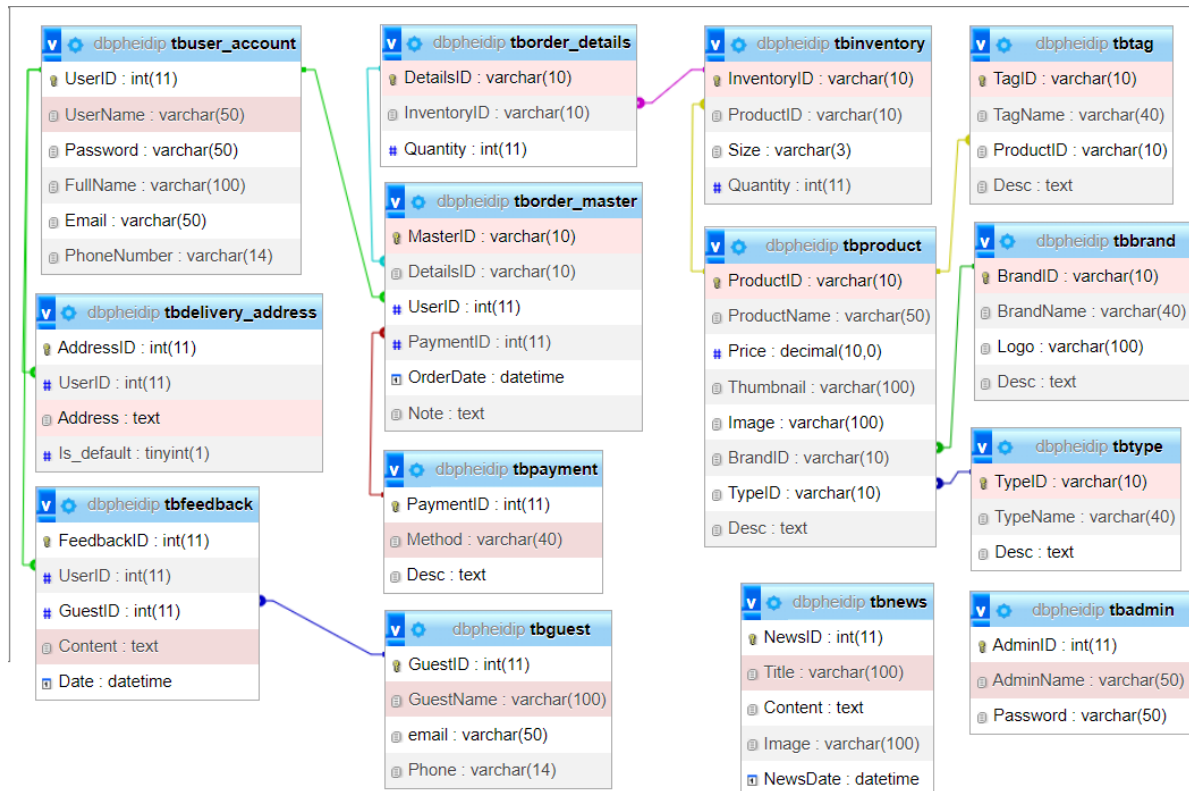 dbpheidip tbuser_account
UserID : int(11)
UserName : varchar(50)
Password : varchar(50)
FullName : varchar(100)
Email : varchar(50)
PhoneNumber : varchar(14)
dbpheidip tbdelivery_address
AddressID : int(11)
UserID : int(11)
Address : text
Is_default : tinyint(1)
dbpheidip tbfeedback
FeedbackID : int(11)
UserID : int(11)
GuestID : int(11)
Content : text
Date : datetime
dbpheidip tborder_details
DetailsID : varchar(10)
InventoryID : varchar(10)
Quantity : int(11)
dbpheidip tborder_master
MasterID : varchar(10)
DetailsID : varchar(10)
UserID : int(11)
PaymentID : int(11)
OrderDate : datetime
Note : text
dbpheidip tbpayment
PaymentID : int(11)
Method : varchar(40)
Desc : text
dbpheidip tbguest
GuestID : int(11)
GuestName : varchar(100)
email : varchar(50)
Phone : varchar(14)
dbpheidip tbinventory
InventoryID : varchar(10)
ProductID : varchar(10)
Size : varchar(3)
Quantity : int(11)
dbpheidip tbproduct
ProductID : varchar(10)
ProductName : varchar(50)
Price : decimal(10,0)
Thumbnail : varchar(100)
Image : varchar(100)
BrandID : varchar(10)
TypeID : varchar(10)
Desc : text
dbpheidip tbnews
NewsID : int(11)
Title : varchar(100)
Content : text
Image : varchar(100)
NewsDate : datetime
dbpheidip tbtag
TagID : varchar(10)
TagName : varchar(40)
ProductID : varchar(10)
Desc : text
dbpheidip tbbrand
BrandID : varchar(10)
BrandName : varchar(40)
Logo : varchar(100)
Desc : text
dbpheidip tbtype
TypeID : varchar(10)
TypeName : varchar(40)
Desc : text
dbpheidip tbadmin
AdminID : int(11)
AdminName : varchar(50)
Password : varchar(50)